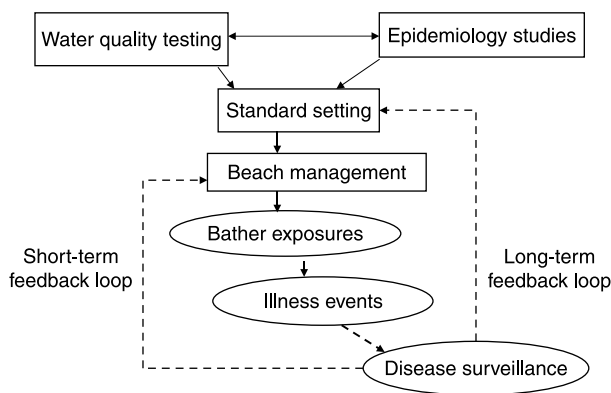 Water quality testing
Epidemiology studies
Standard setting
Beach management
Bather exposures
Short-term
feedback loop
Long-term
feedback loop
Illness events
Disease surveillance